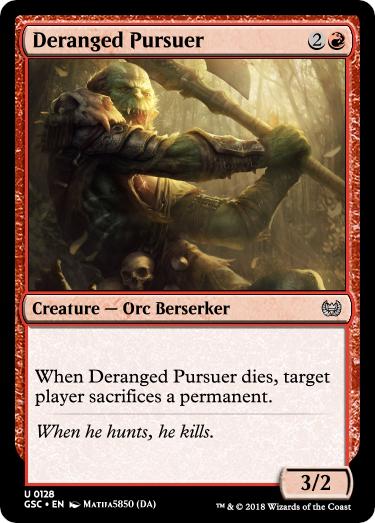 Deranged Pursuer 2
Creature — Orc Berserker
When Deranged Pursuer dies, target
player sacrifices a permanent.
When he hunts, he kills.
3/2
U 0128
GSC • EN Matija5850 (DA)
™ & © 2018 Wizards of the Coast